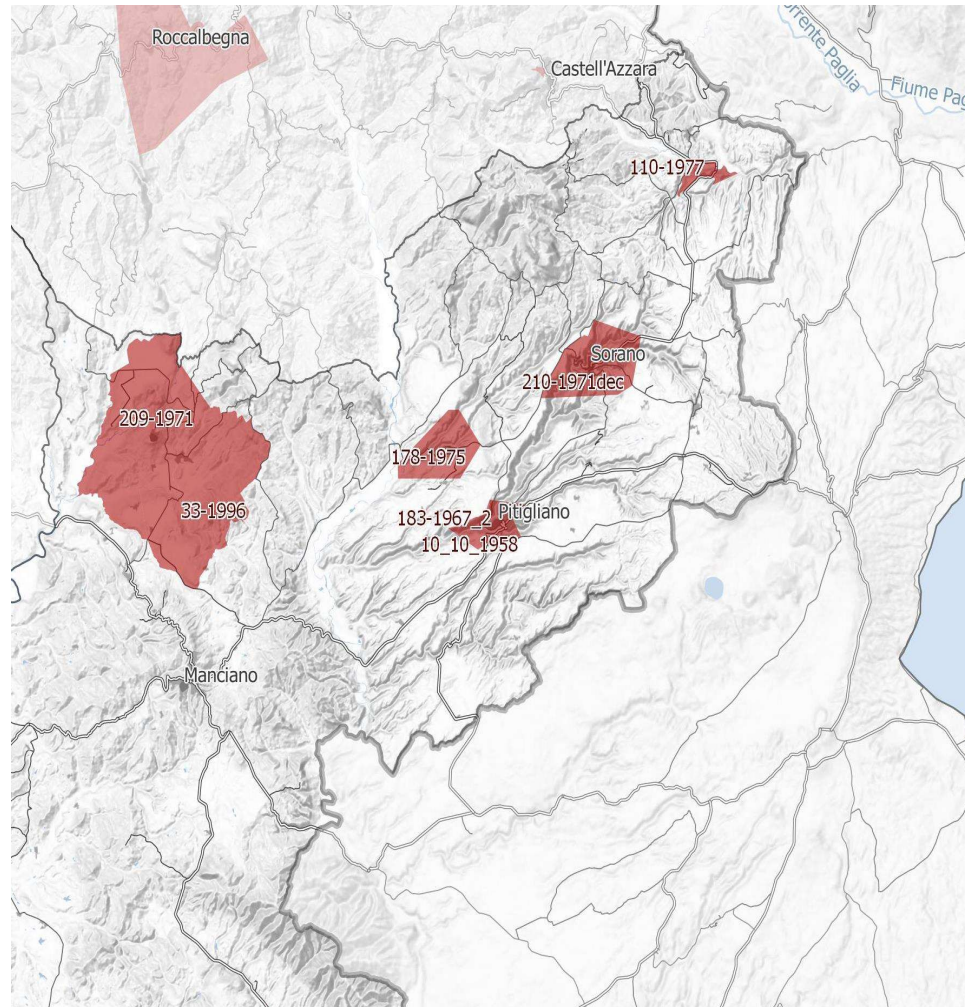 Roccalbegna
Castell'Azzara
Torrente Paglia
Fiume Pag
110-1977
Sorano
210-1971dec
209-1971
178-1975
33-1996
183-1967_2
Pitigliano
10_10_1958
Manciano